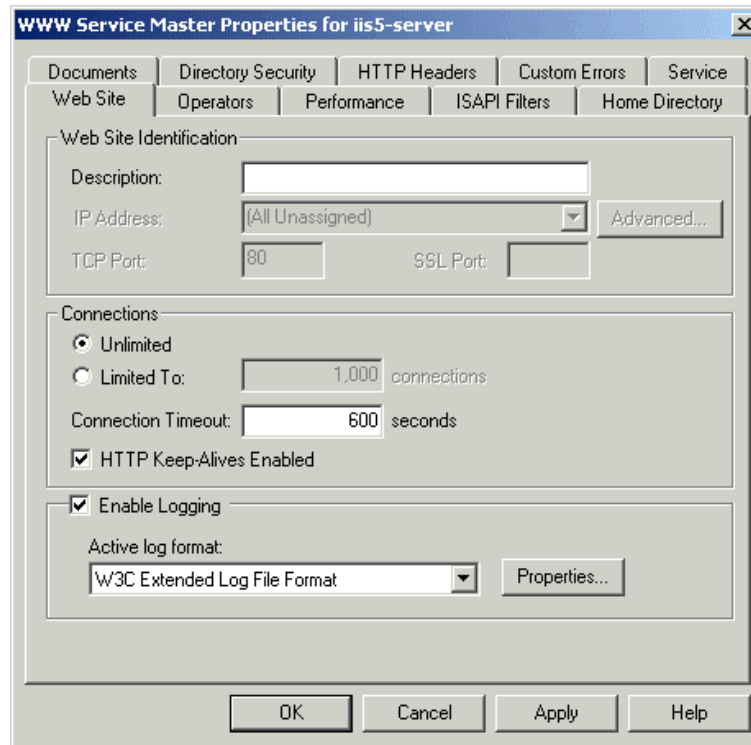 WWW Service Master Properties for iis5-server
Documents Directory Security HTTP Headers Custom Errors Service
Web Site Operators Performance ISAPI Filters Home Directory
Web Site Identification
Description:
IP Address: (All Unassigned) Advanced...
TCP Port: 80 SSL Port:
Connections
Unlimited
Limited To: 1,000 connections
Connection Timeout: 600 seconds
HTTP Keep-Alives Enabled
Enable Logging
Active log format:
W3C Extended Log File Format Properties...
OK Cancel Apply Help